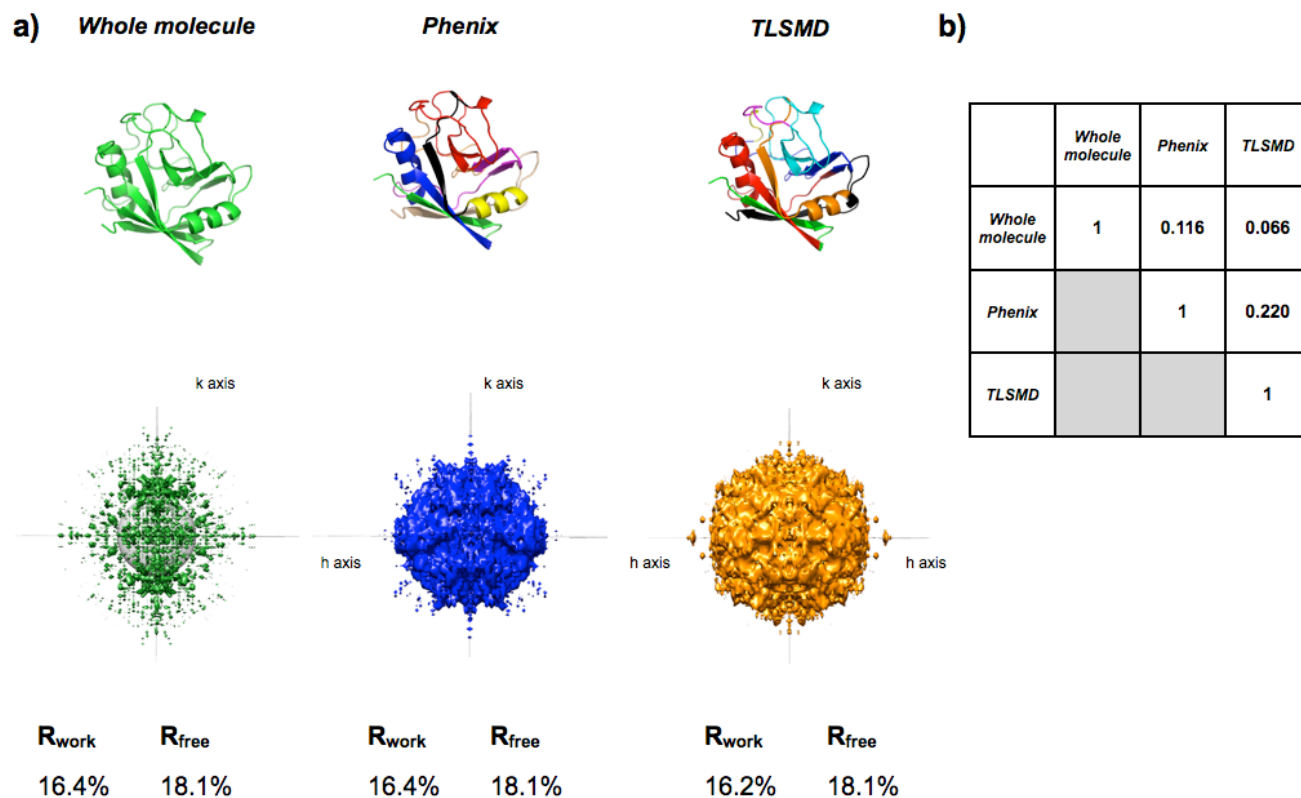 a)
Whole molecule
Phenix
TLSMD
b)
Whole
molecule
Phenix
TLSMD
Whole
molecule
1
0.116
0.066
Phenix
1
0.220
TLSMD
1
k axis
k axis
k axis
h axis
h axis
h axis
Rwork
Rfree
Rwork
Rfree
Rwork
Rfree
16.4%
18.1%
16.4%
18.1%
16.2%
18.1%